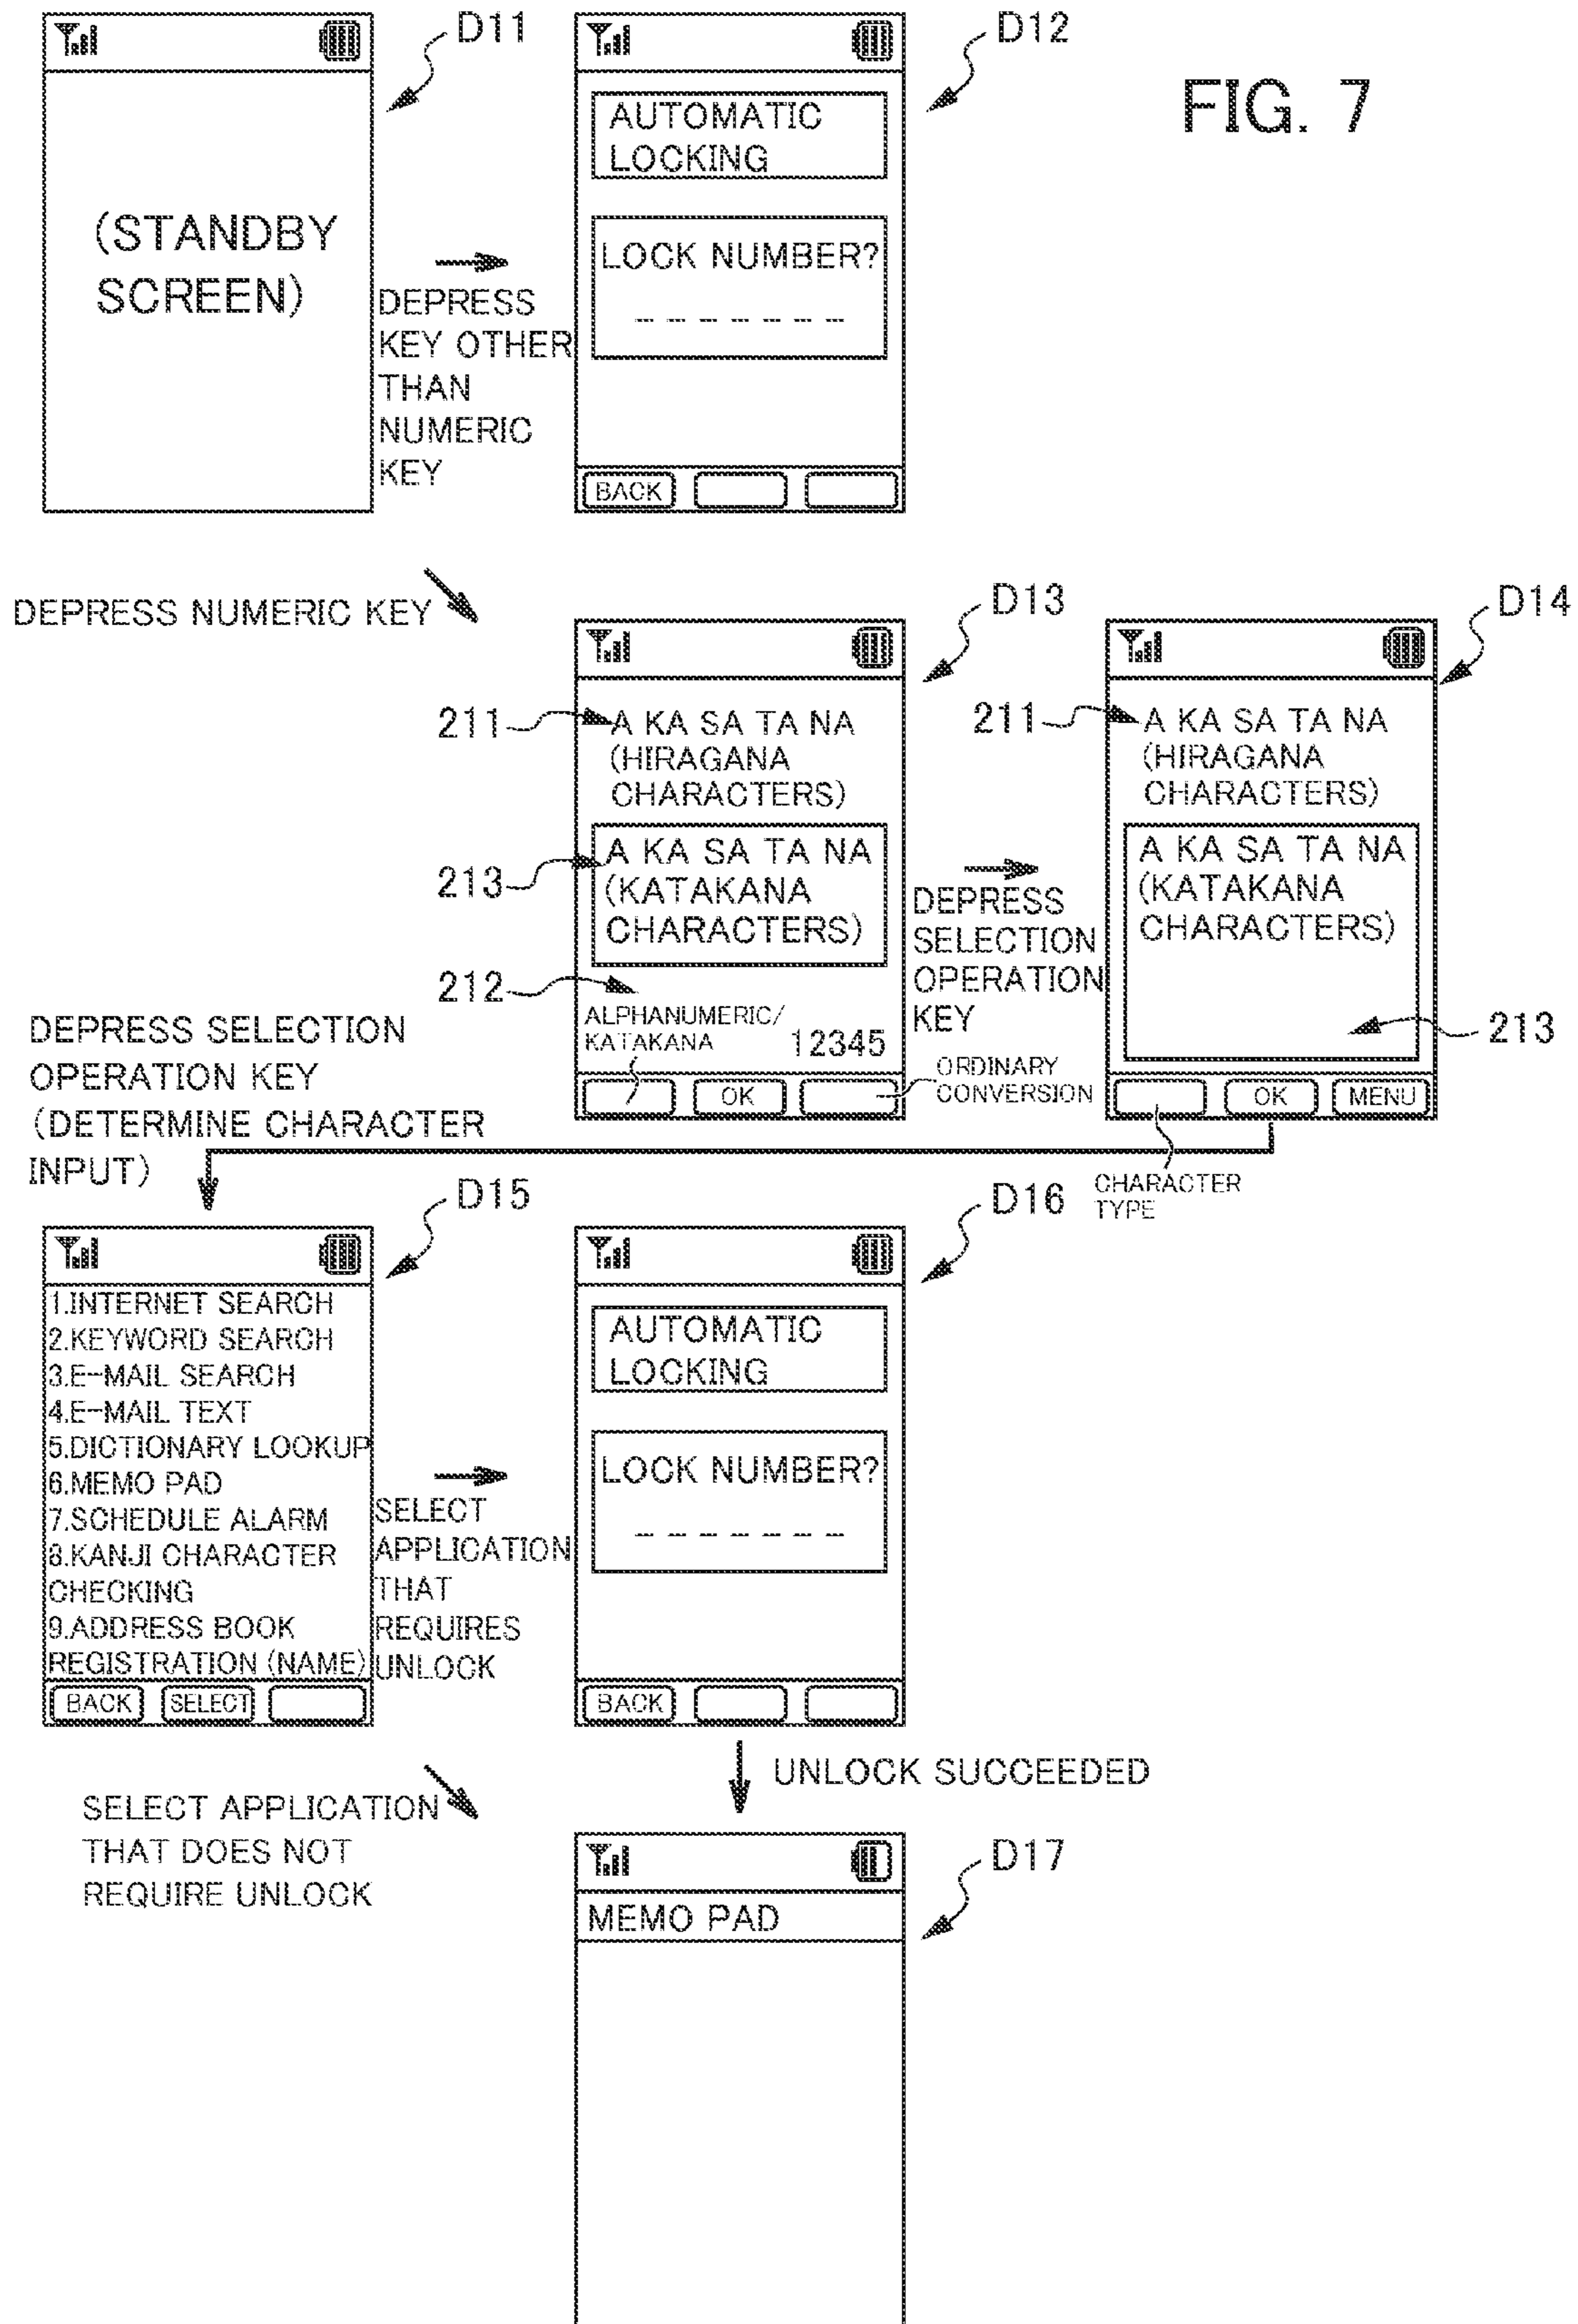 FIG. 7
D11
(STANDBY
SCREEN)
DEPRESS
KEY OTHER
THAN
NUMERIC
KEY
D12
AUTOMATIC
LOCKING
LOCK NUMBER?
_ _ _ _ _ _ _
BACK
DEPRESS NUMERIC KEY
D13
211
A KA SA TA NA
(HIRAGANA
CHARACTERS)
213
A KA SA TA NA
(KATAKANA
CHARACTERS)
212
ALPHANUMERIC/
KATAKANA
12345
OK
ORDINARY
CONVERSION
DEPRESS
SELECTION
OPERATION
KEY
D14
211
A KA SA TA NA
(HIRAGANA
CHARACTERS)
A KA SA TA NA
(KATAKANA
CHARACTERS)
213
OK
MENU
CHARACTER
TYPE
DEPRESS SELECTION
OPERATION KEY
(DETERMINE CHARACTER
INPUT)
D15
1.INTERNET SEARCH
2.KEYWORD SEARCH
3.E-MAIL SEARCH
4.E-MAIL TEXT
5.DICTIONARY LOOKUP
6.MEMO PAD
7.SCHEDULE ALARM
8.KANJI CHARACTER
CHECKING
9.ADDRESS BOOK
REGISTRATION (NAME)
BACK
SELECT
SELECT
APPLICATION
THAT
REQUIRES
UNLOCK
D16
AUTOMATIC
LOCKING
LOCK NUMBER?
_ _ _ _ _ _ _
BACK
UNLOCK SUCCEEDED
SELECT APPLICATION
THAT DOES NOT
REQUIRE UNLOCK
D17
MEMO PAD